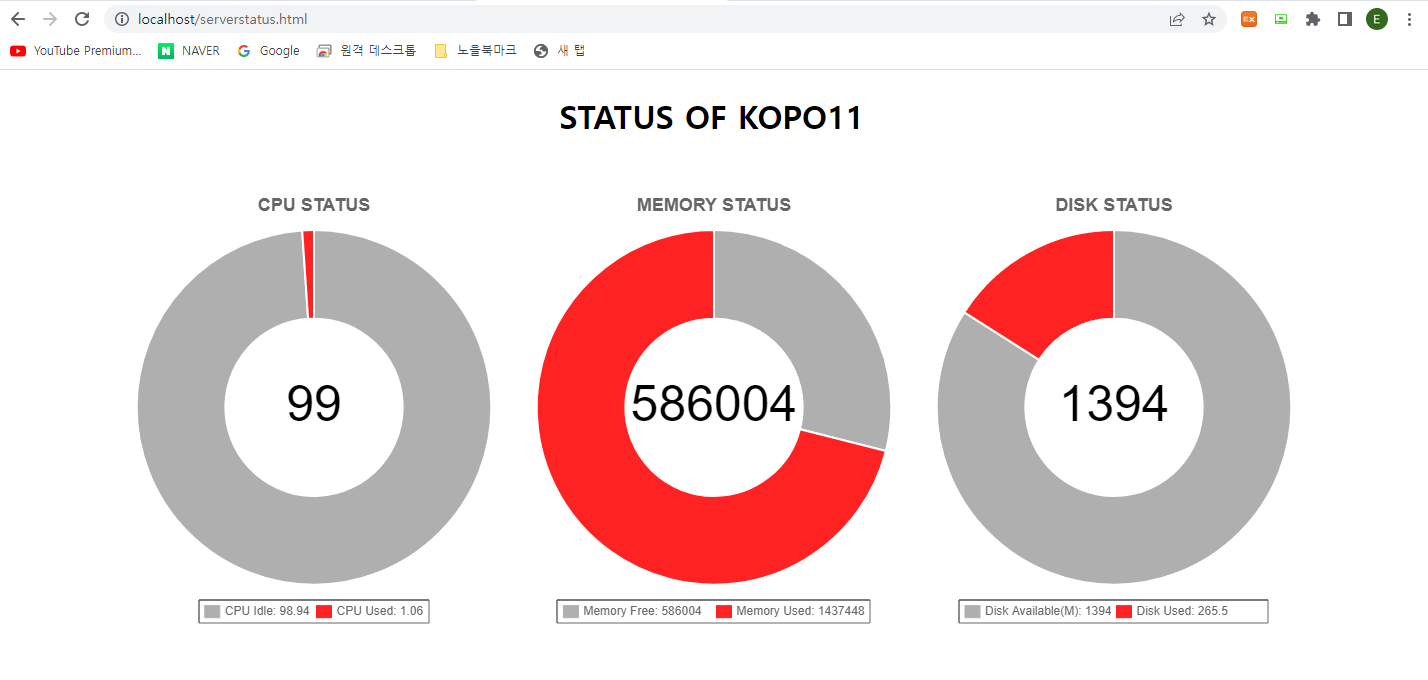 localhost/serverstatus.html
E
YouTube Premium... NAVER Google 원격 데스크톱 노을북마크 새 탭
STATUS OF KOPO11
CPU STATUS MEMORY STATUS DISK STATUS
99 586004 1394
CPU Idle: 98.94 CPU Used: 1.06 Memory Free: 586004 Memory Used: 1437448 Disk Available(M): 1394 Disk Used: 265.5